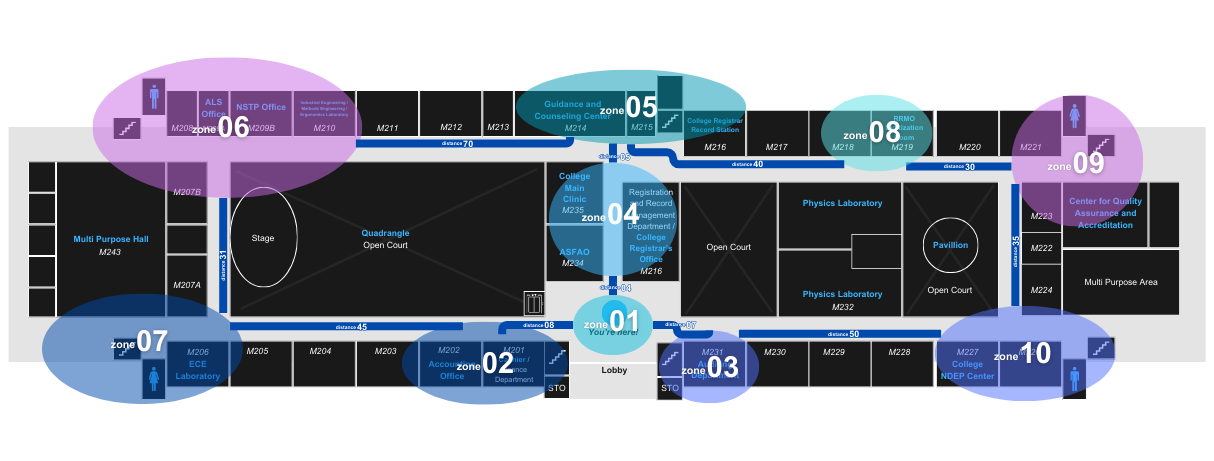 ALS
Office
NSTP Office
Industrial Engineering /
Methods Engineering /
Ergonomics Laboratory
zone 06
M208
M209B
M210
M211
M212
M213
Guidance and
Counseling Center
M214
zone 05
M215
College Registrar
Record Station
M216
M217
M218
zone 08
RRMO
M219
M220
M221
zone 09
distance 70
distance 05
distance 40
distance 30
M207B
M207A
Multi Purpose Hall
M243
distance 31
Stage
Quadrangle
Open Court
College
Main
Clinic
M235
zone 04
ASFAO
M234
Registration
and Record
Management
Department /
College
Registrar's
Office
M216
Open Court
Physics Laboratory
Physics Laboratory
M232
Pavillion
Open Court
distance 35
M223
M222
M224
Center for Quality
Assurance and
Accreditation
Multi Purpose Area
distance 04
zone 01
You're here!
distance 45
distance 08
distance 07
distance 50
zone 07
M206
ECE
Laboratory
M205
M204
M203
M202
Accounting
Office
zone 02
M201
Department
STO
Lobby
STO
M231
zone 03
Department
M230
M229
M228
M227
College
NDEP Center
zone 10